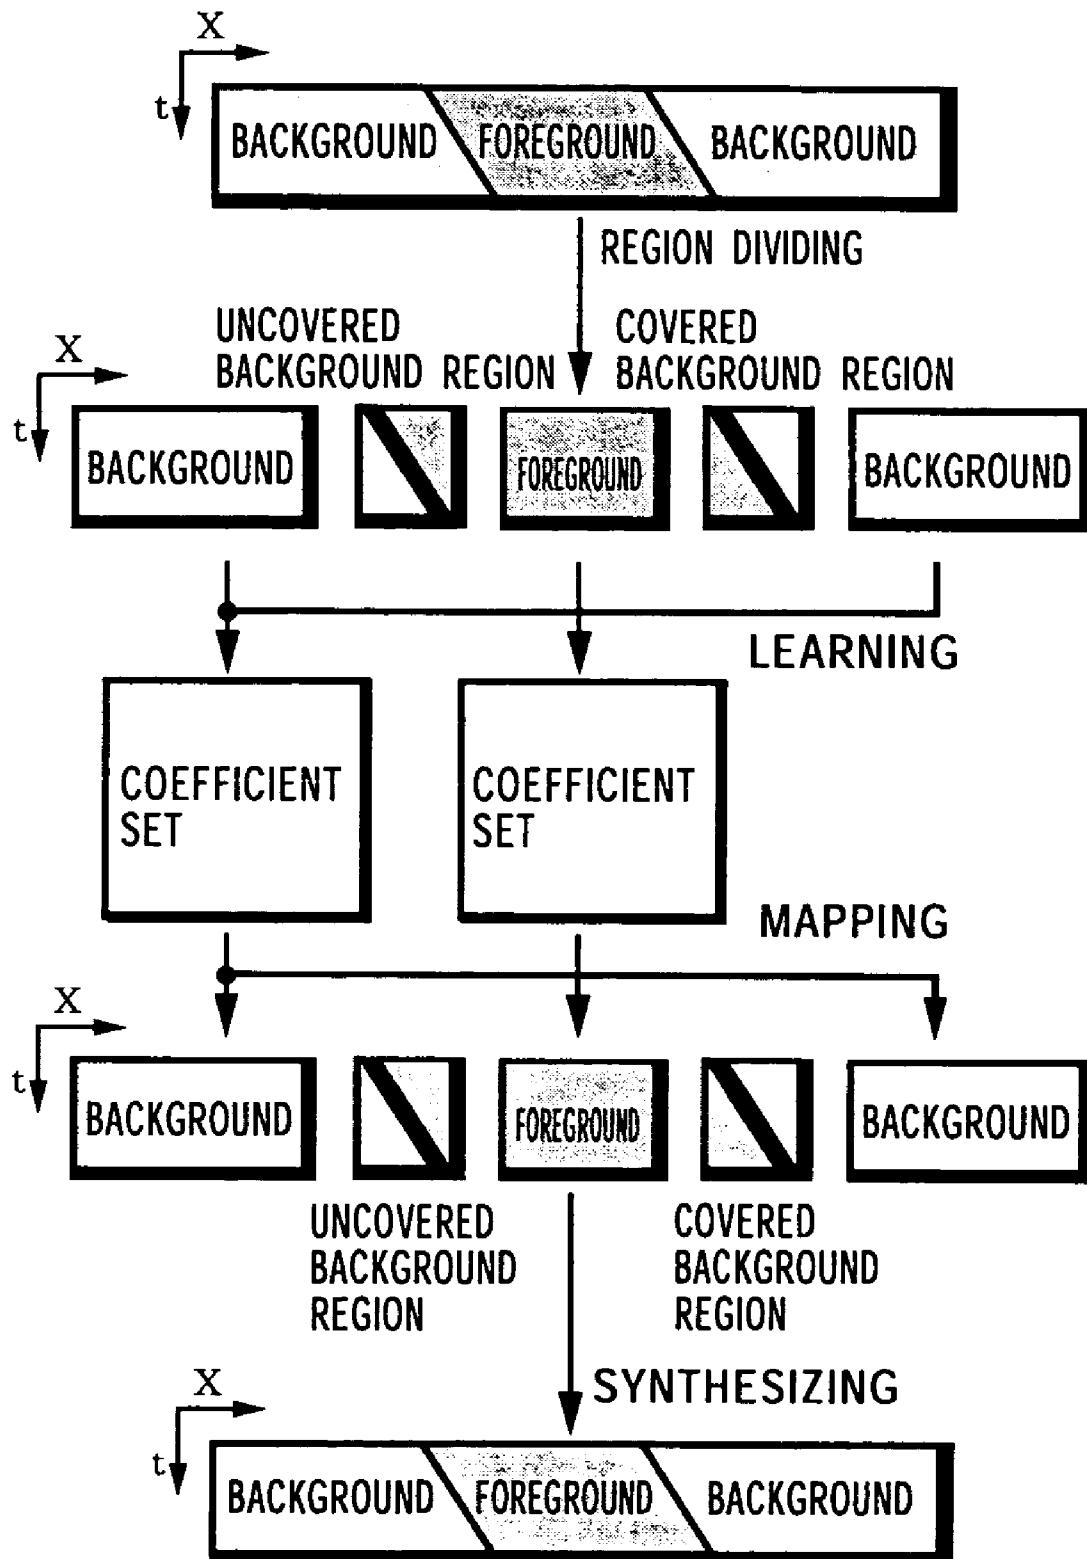 X
t
BACKGROUND FOREGROUND BACKGROUND
REGION DIVIDING
UNCOVERED
BACKGROUND REGION
COVERED
BACKGROUND REGION
X
t
BACKGROUND FOREGROUND BACKGROUND
LEARNING
COEFFICIENT
SET
COEFFICIENT
SET
MAPPING
X
t
BACKGROUND FOREGROUND BACKGROUND
UNCOVERED
BACKGROUND
REGION
COVERED
BACKGROUND
REGION
SYNTHESIZING
X
t
BACKGROUND FOREGROUND BACKGROUND